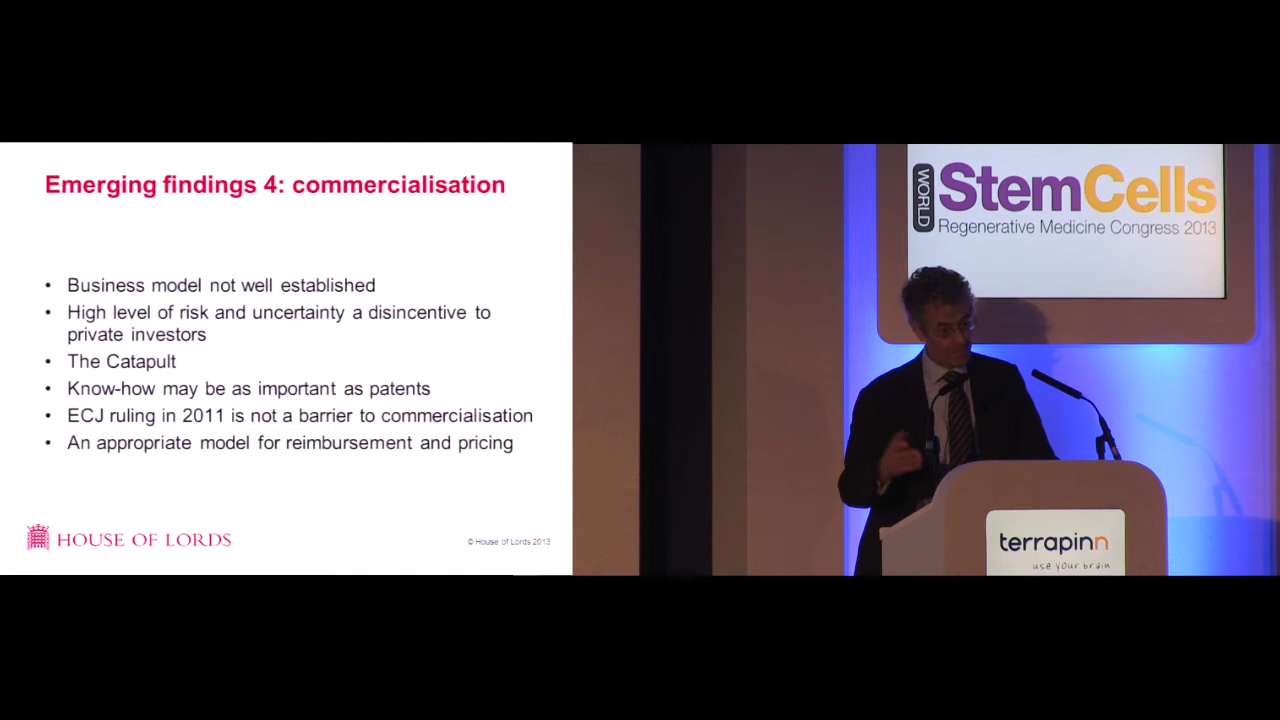 Emerging findings 4: commercialisation
• Business model not well established
• High level of risk and uncertainty a disincentive to
private investors
• The Catapult
• Know-how may be as important as patents
• ECJ ruling in 2011 is not a barrier to commercialisation
• An appropriate model for reimbursement and pricing
HOUSE OF LORDS
© House of Lords 2013
WORLD
StemCells
Regenerative Medicine Congress 2013
terrapinn
use your brain